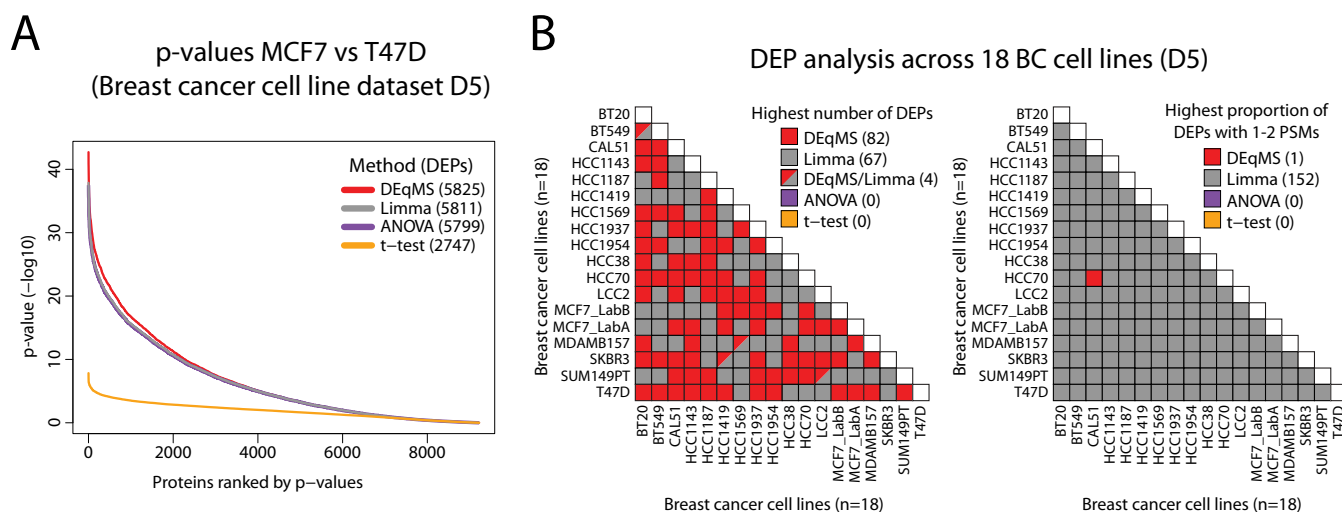 A
p-values MCF7 vs T47D
(Breast cancer cell line dataset D5)
Method (DEPs)
DEqMS (5825)
Limma (5811)
ANOVA (5799)
t−test (2747)
p-value (−log10)
0
10
20
30
40
0
2000
4000
6000
8000
Proteins ranked by p−values
B
DEP analysis across 18 BC cell lines (D5)
Highest number of DEPs
DEqMS (82)
Limma (67)
DEqMS/Limma (4)
ANOVA (0)
t−test (0)
Breast cancer cell lines (n=18)
BT20
BT549
CAL51
HCC1143
HCC1187
HCC1419
HCC1569
HCC1937
HCC1954
HCC38
HCC70
LCC2
MCF7_LabB
MCF7_LabA
MDAMB157
SKBR3
SUM149PT
T47D
BT20
BT549
CAL51
HCC1143
HCC1187
HCC1419
HCC1569
HCC1937
HCC1954
HCC38
HCC70
LCC2
MCF7_LabB
MCF7_LabA
MDAMB157
SKBR3
SUM149PT
T47D
Breast cancer cell lines (n=18)
Highest proportion of
DEPs with 1-2 PSMs
DEqMS (1)
Limma (152)
ANOVA (0)
t−test (0)
Breast cancer cell lines (n=18)
BT20
BT549
CAL51
HCC1143
HCC1187
HCC1419
HCC1569
HCC1937
HCC1954
HCC38
HCC70
LCC2
MCF7_LabB
MCF7_LabA
MDAMB157
SKBR3
SUM149PT
T47D
BT20
BT549
CAL51
HCC1143
HCC1187
HCC1419
HCC1569
HCC1937
HCC1954
HCC38
HCC70
LCC2
MCF7_LabB
MCF7_LabA
MDAMB157
SKBR3
SUM149PT
T47D
Breast cancer cell lines (n=18)